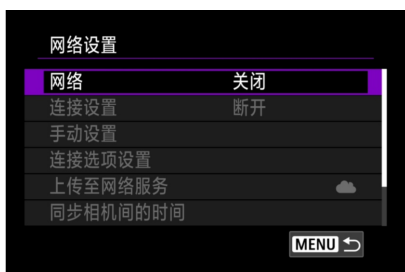 网络设置
网络 关闭
连接设置 断开
手动设置
连接选项设置
上传至网络服务
同步相机间的时间
MENU